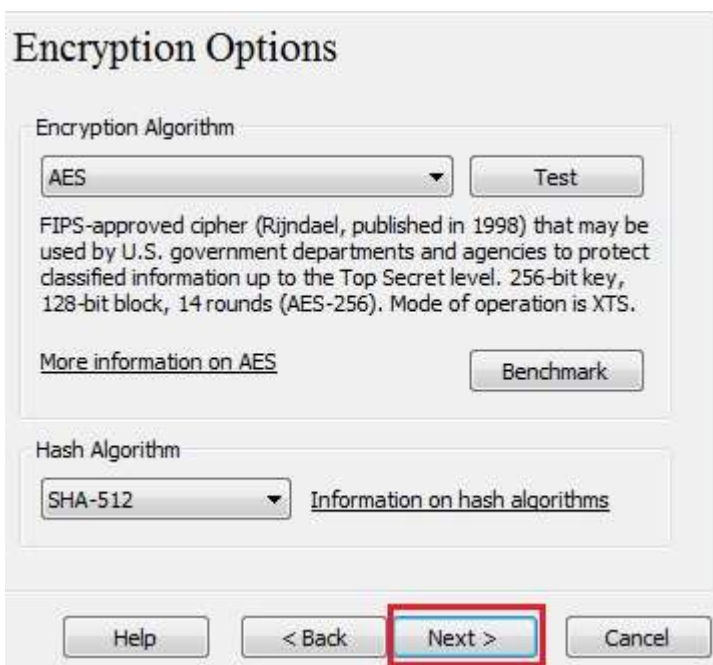 Encryption Options
Encryption Algorithm
AES
Test
FIPS-approved cipher (Rijndael, published in 1998) that may be
used by U.S. government departments and agencies to protect
classified information up to the Top Secret level. 256-bit key,
128-bit block, 14 rounds (AES-256). Mode of operation is XTS.
More information on AES
Benchmark
Hash Algorithm
SHA-512
Information on hash algorithms
Help
< Back
Next >
Cancel